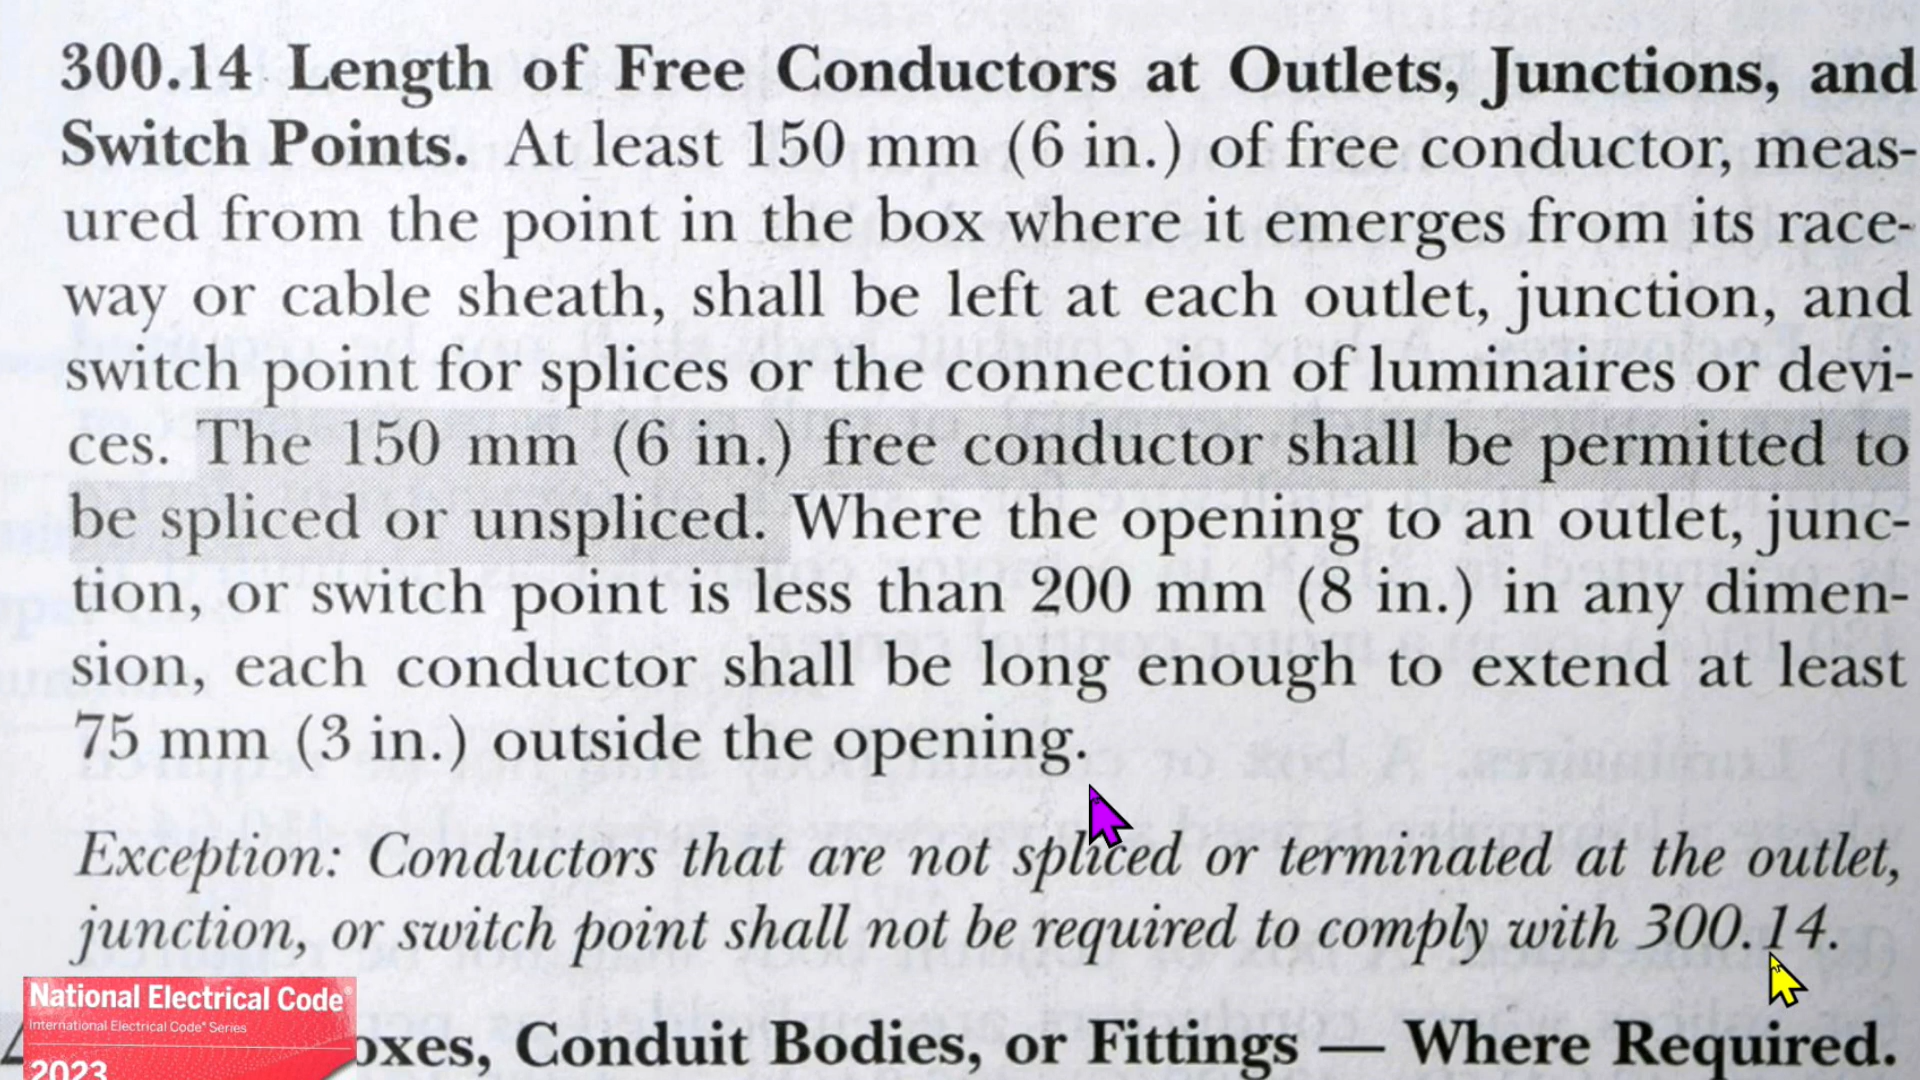 300.14 Length of Free Conductors at Outlets, Junctions, and
Switch Points. At least 150 mm (6 in.) of free conductor, meas-
ured from the point in the box where it emerges from its race-
way or cable sheath, shall be left at each outlet, junction, and
switch point for splices or the connection of luminaires or devi-
ces. The 150 mm (6 in.) free conductor shall be permitted to
be spliced or unspliced. Where the opening to an outlet, junc-
tion, or switch point is less than 200 mm (8 in.) in any dimen-
sion, each conductor shall be long enough to extend at least
75 mm (3 in.) outside the opening.
Exception: Conductors that are not spliced or terminated at the outlet,
junction, or switch point shall not be required to comply with 300.14.
oxes, Conduit Bodies, or Fittings — Where Required.
National Electrical Code®
International Electrical Code® Series
2023